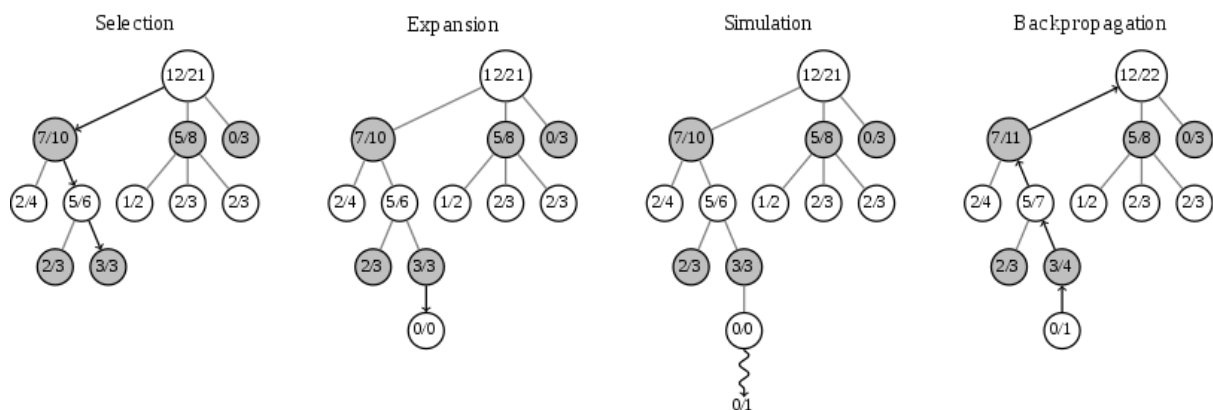 Selection Expansion Simulation Backpropagation
12/21 12/21 12/21 12/22
7/10 5/8 0/3 7/10 5/8 0/3 7/10 5/8 0/3 7/11 5/8 0/3
2/4 5/6 1/2 2/3 2/3 2/4 5/6 1/2 2/3 2/3 2/4 5/6 1/2 2/3 2/3 2/4 5/7 1/2 2/3 2/3
2/3 3/3 2/3 3/3 2/3 3/3 2/3 3/4
0/0 0/0 0/1
0/1